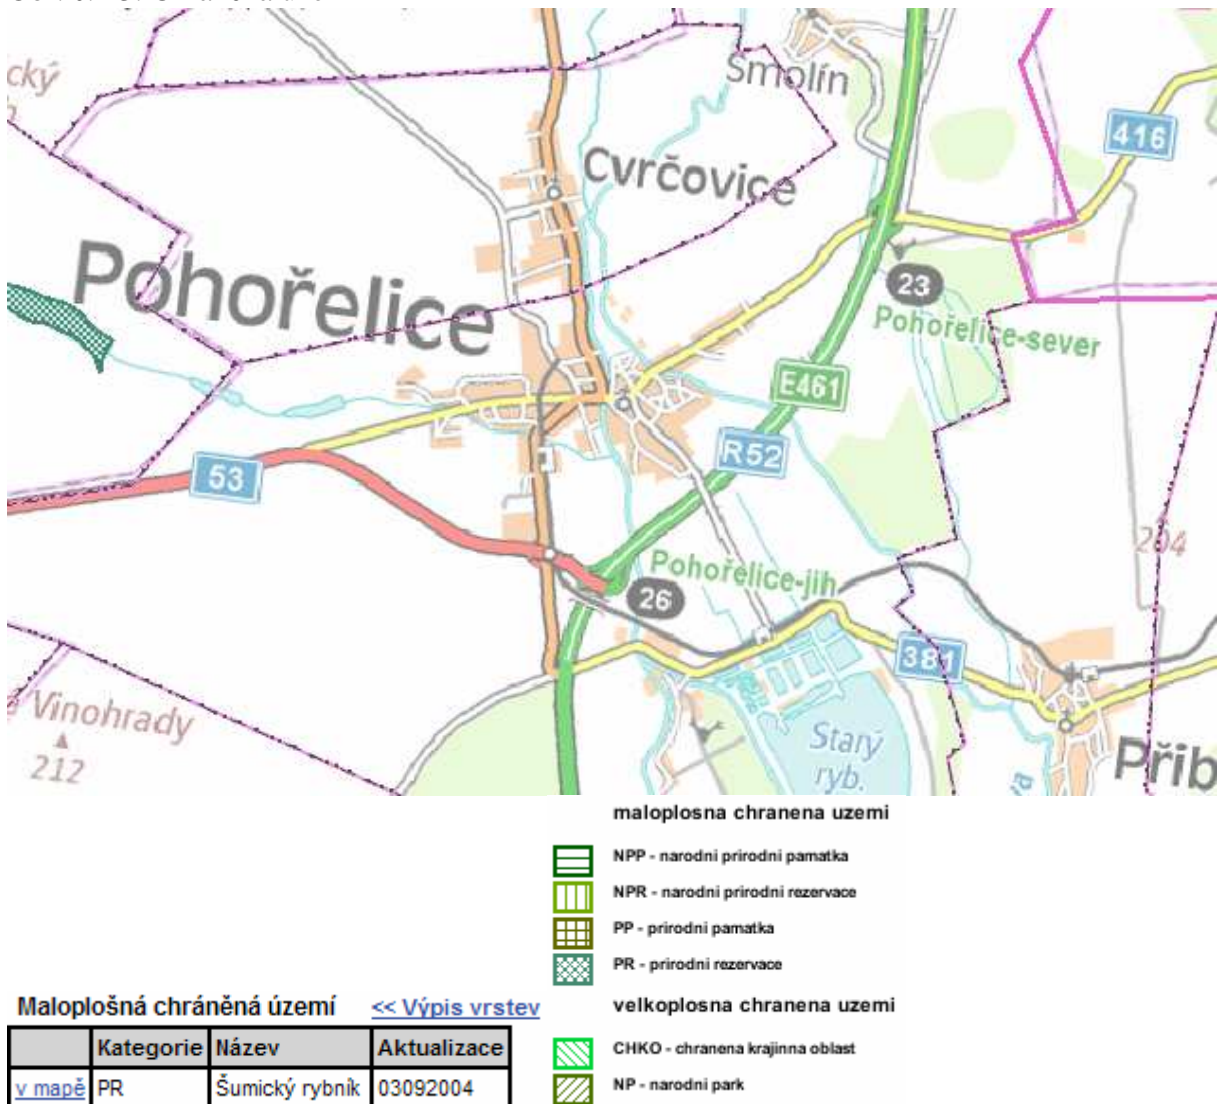 cký
Smolín
416
Cvrčovice
Pohořelice
23
Pohořelice-sever
E461
R52
53
204
Pohořelice-jih
26
381
Vinohrady
212
Starý
ryb.
Přib
maloplosna chranena uzemi
NPP - narodni prirodni pamatka
NPR - narodni prirodni rezervace
PP - prirodni pamatka
PR - prirodni rezervace
Maloplošná chráněná území << Výpis vrstev
velkoplosna chranena uzemi
Kategorie Název Aktualizace
CHKO - chranena krajinna oblast
v mapě PR Šumický rybník 03092004
NP - narodni park